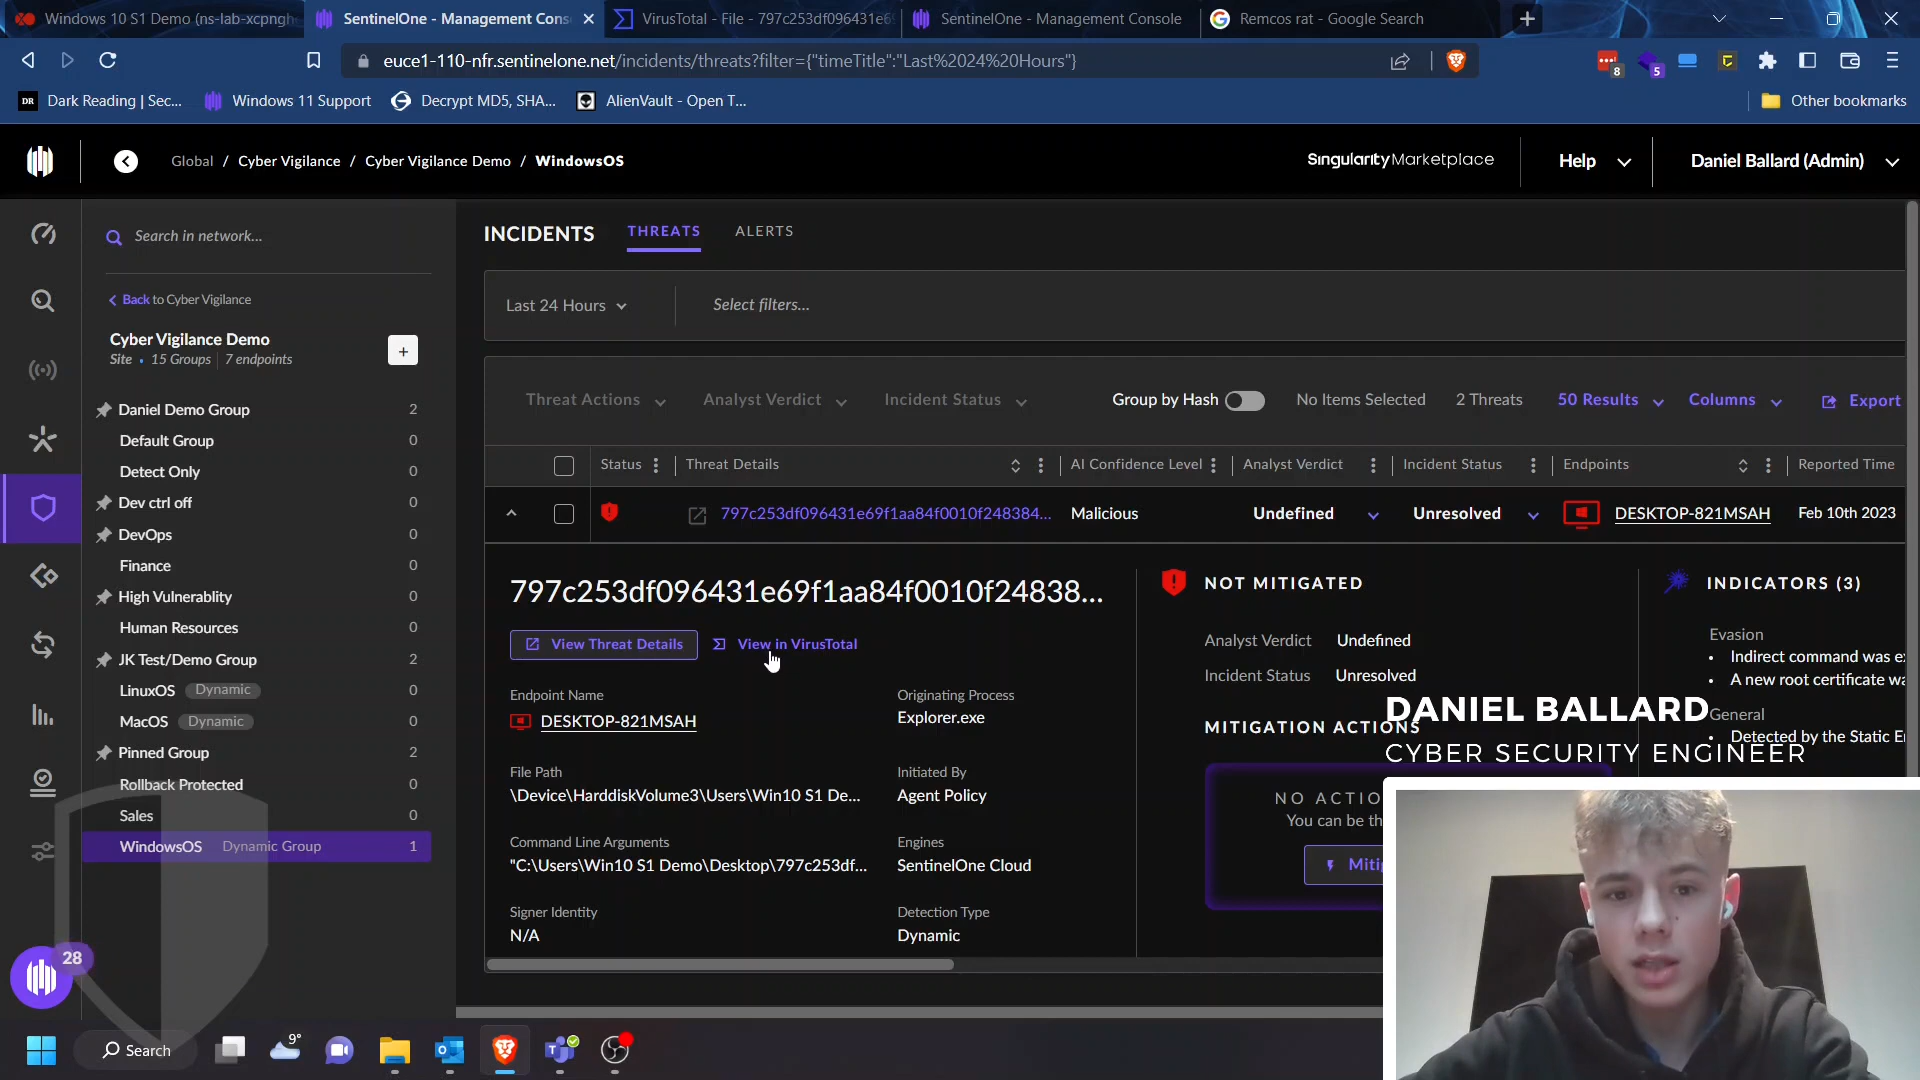 Windows 10 S1 Demo (ns-lab-xcpngh
SentinelOne - Management Cons
VirusTotal - File - 797c253df096431e6
SentinelOne - Management Console
Remcos rat - Google Search
euce1-110-nfr.sentinelone.net/incidents/threats?filter={"timeTitle":"Last%2024%20Hours"}
8
5
DR Dark Reading | Sec...
Windows 11 Support
Decrypt MD5, SHA...
AlienVault - Open T...
Other bookmarks
Global / Cyber Vigilance / Cyber Vigilance Demo / WindowsOS
Singularity Marketplace
Help
Daniel Ballard (Admin)
Search in network...
Back to Cyber Vigilance
Cyber Vigilance Demo
Site • 15 Groups | 7 endpoints
+
Daniel Demo Group 2
Default Group 0
Detect Only 0
Dev ctrl off 0
DevOps 0
Finance 0
High Vulnerablity 0
Human Resources 0
JK Test/Demo Group 2
LinuxOS Dynamic 0
MacOS Dynamic 0
Pinned Group 2
Rollback Protected 0
Sales 0
WindowsOS Dynamic Group 1
28
INCIDENTS THREATS ALERTS
Last 24 Hours Select filters...
Threat Actions Analyst Verdict Incident Status Group by Hash No Items Selected 2 Threats 50 Results Columns Export
Status Threat Details AI Confidence Level Analyst Verdict Incident Status Endpoints Reported Time
797c253df096431e69f1aa84f0010f248384... Malicious Undefined Unresolved DESKTOP-821MSAH Feb 10th 2023
797c253df096431e69f1aa84f0010f24838...
View Threat Details View in VirusTotal
Endpoint Name
DESKTOP-821MSAH
Originating Process
Explorer.exe
File Path
\Device\HarddiskVolume3\Users\Win10 S1 De...
Initiated By
Agent Policy
Command Line Arguments
"C:\Users\Win10 S1 Demo\Desktop\797c253df...
Engines
SentinelOne Cloud
Signer Identity
N/A
Detection Type
Dynamic
NOT MITIGATED
Analyst Verdict Undefined
Incident Status Unresolved
MITIGATION ACTIONS
NO ACTIO
You can be th
Miti
INDICATORS (3)
Evasion
• Indirect command was e
• A new root certificate wa
General
• Detected by the Static E
DANIEL BALLARD
CYBER SECURITY ENGINEER
Search
9°